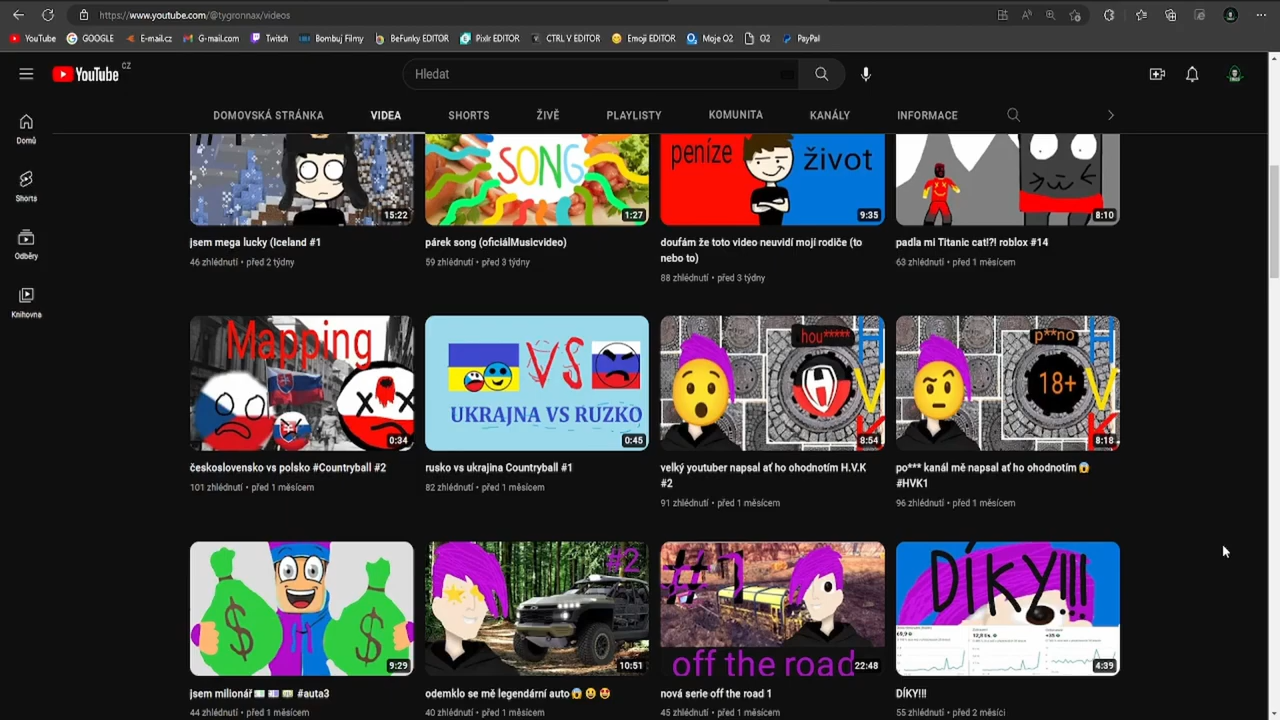 https://www.youtube.com/@tygronnax/videos
YouTube GOOGLE E-mail.cz G-mail.com Twitch Bombuj Filmy BeFunky EDITOR Pixlr EDITOR CTRL V EDITOR Emoji EDITOR Moje O2 O2 PayPal
YouTube CZ
Hledat
DOMOVSKÁ STRÁNKA VIDEA SHORTS ŽIVĚ PLAYLISTY KOMUNITA KANÁLY INFORMACE
Domů
Shorts
Odběry
Knihovna
15:22
SONG
1:27
peníze život
9:35
8:10
jsem mega lucky (Iceland #1
46 zhlédnutí • před 2 týdny
párek song (oficiálMusicvideo)
59 zhlédnutí • před 3 týdny
doufám že toto video neuvidí mojí rodiče (to
nebo to)
88 zhlédnutí • před 3 týdny
padla mi Titanic cat!?! roblox #14
63 zhlédnutí • před 1 měsícem
Mapping
0:34
VS
UKRAJNA VS RUZKO
0:45
hou*****
H
V
K
8:54
p**no
18+
H
V
K
8:18
československo vs polsko #Countryball #2
101 zhlédnutí • před 1 měsícem
rusko vs ukrajina Countryball #1
82 zhlédnutí • před 1 měsícem
velký youtuber napsal ať ho ohodnotím H.V.K
#2
91 zhlédnutí • před 1 měsícem
po*** kanál mě napsal ať ho ohodnotím😱
#HVK1
96 zhlédnutí • před 1 měsícem
$ $
9:29
#2
10:51
#1
off the road
22:48
DÍKY!!!
4:39
jsem milionář💵💶💷 #auta3
44 zhlédnutí • před 1 měsícem
odemklo se mě legendární auto😱😀😍
40 zhlédnutí • před 1 měsícem
nová serie off the road 1
45 zhlédnutí • před 1 měsícem
DÍKY!!!
55 zhlédnutí • před 2 měsíci